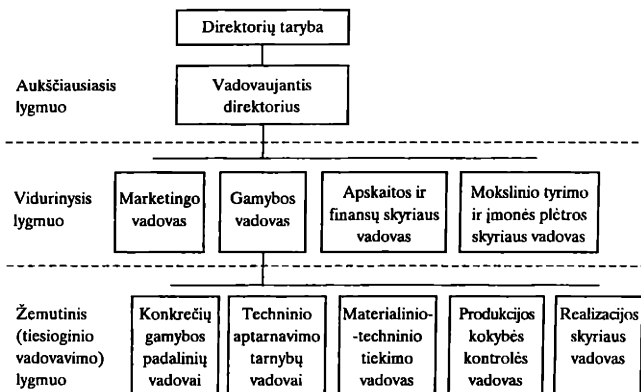 Direktorių taryba
Aukščiausiasis
lygmuo
Vadovaujantis
direktorius
Vidurinysis
lygmuo
Marketingo
vadovas
Gamybos
vadovas
Apskaitos ir
finansų skyriaus
vadovas
Mokslinio tyrimo
ir įmonės plėtros
skyriaus vadovas
Žemutinis
(tiesioginio
vadovavimo)
lygmuo
Konkrečių
gamybos
padalinių
vadovai
Techninio
aptarnavimo
tarnybų
vadovai
Materialinio-
-techninio
tiekimo
vadovas
Produkcijos
kokybės
kontrolės
vadovas
Realizacijos
skyriaus
vadovas